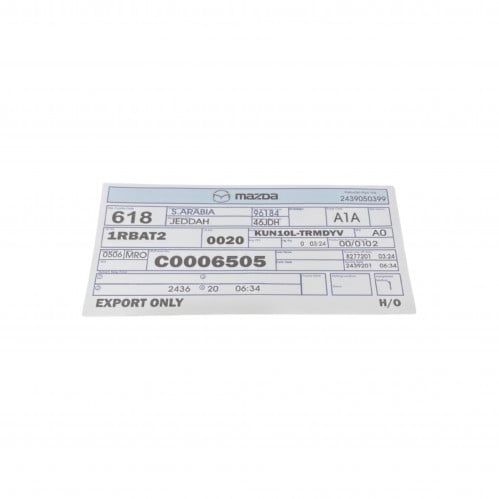 mazda
2439050399
618 S.ARABIA 96184 A1A
JEDDAH 46JDH
1RBAT2 0020 KUN10L-TRMDYV A0
0 03:24 00/0102
0506 MRO C0006505 8277201 03:24
2439201 06:34
2436 20 06:34
EXPORT ONLY H/O